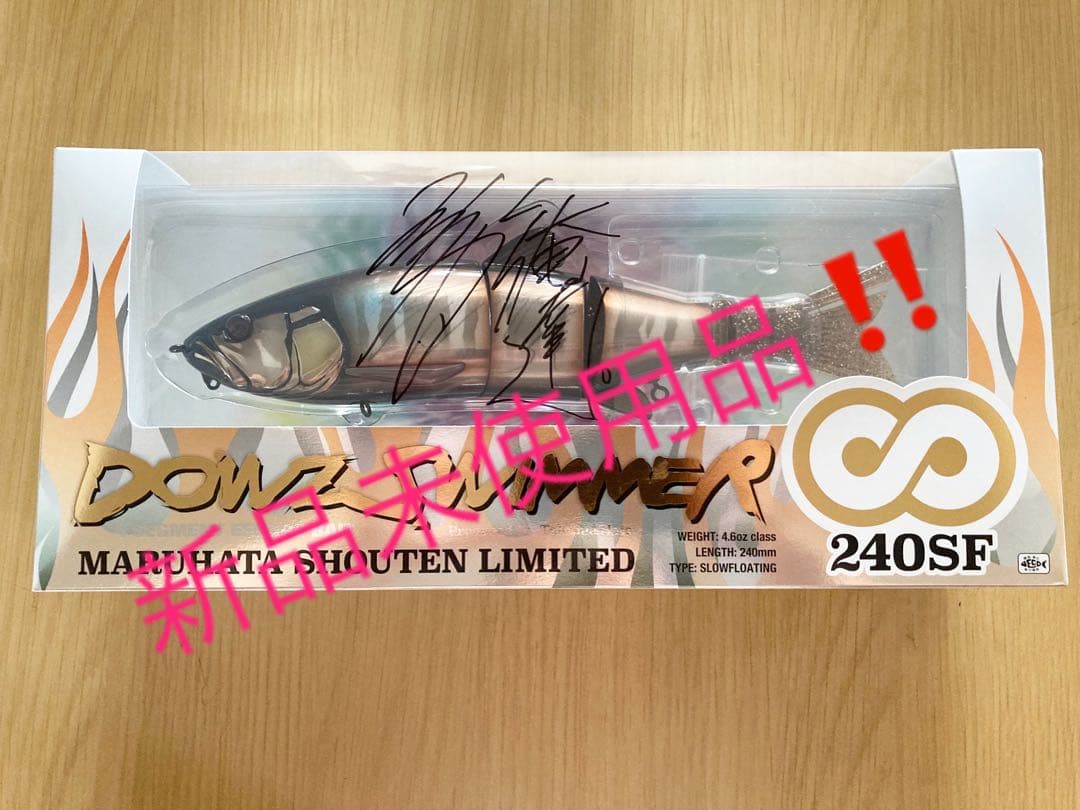 新品未使用品‼️
DOWZ SWIMMER
MARUHATA SHOUTEN LIMITED
WEIGHT: 4.6oz class
LENGTH: 240mm
TYPE: SLOWFLOATING
240SF